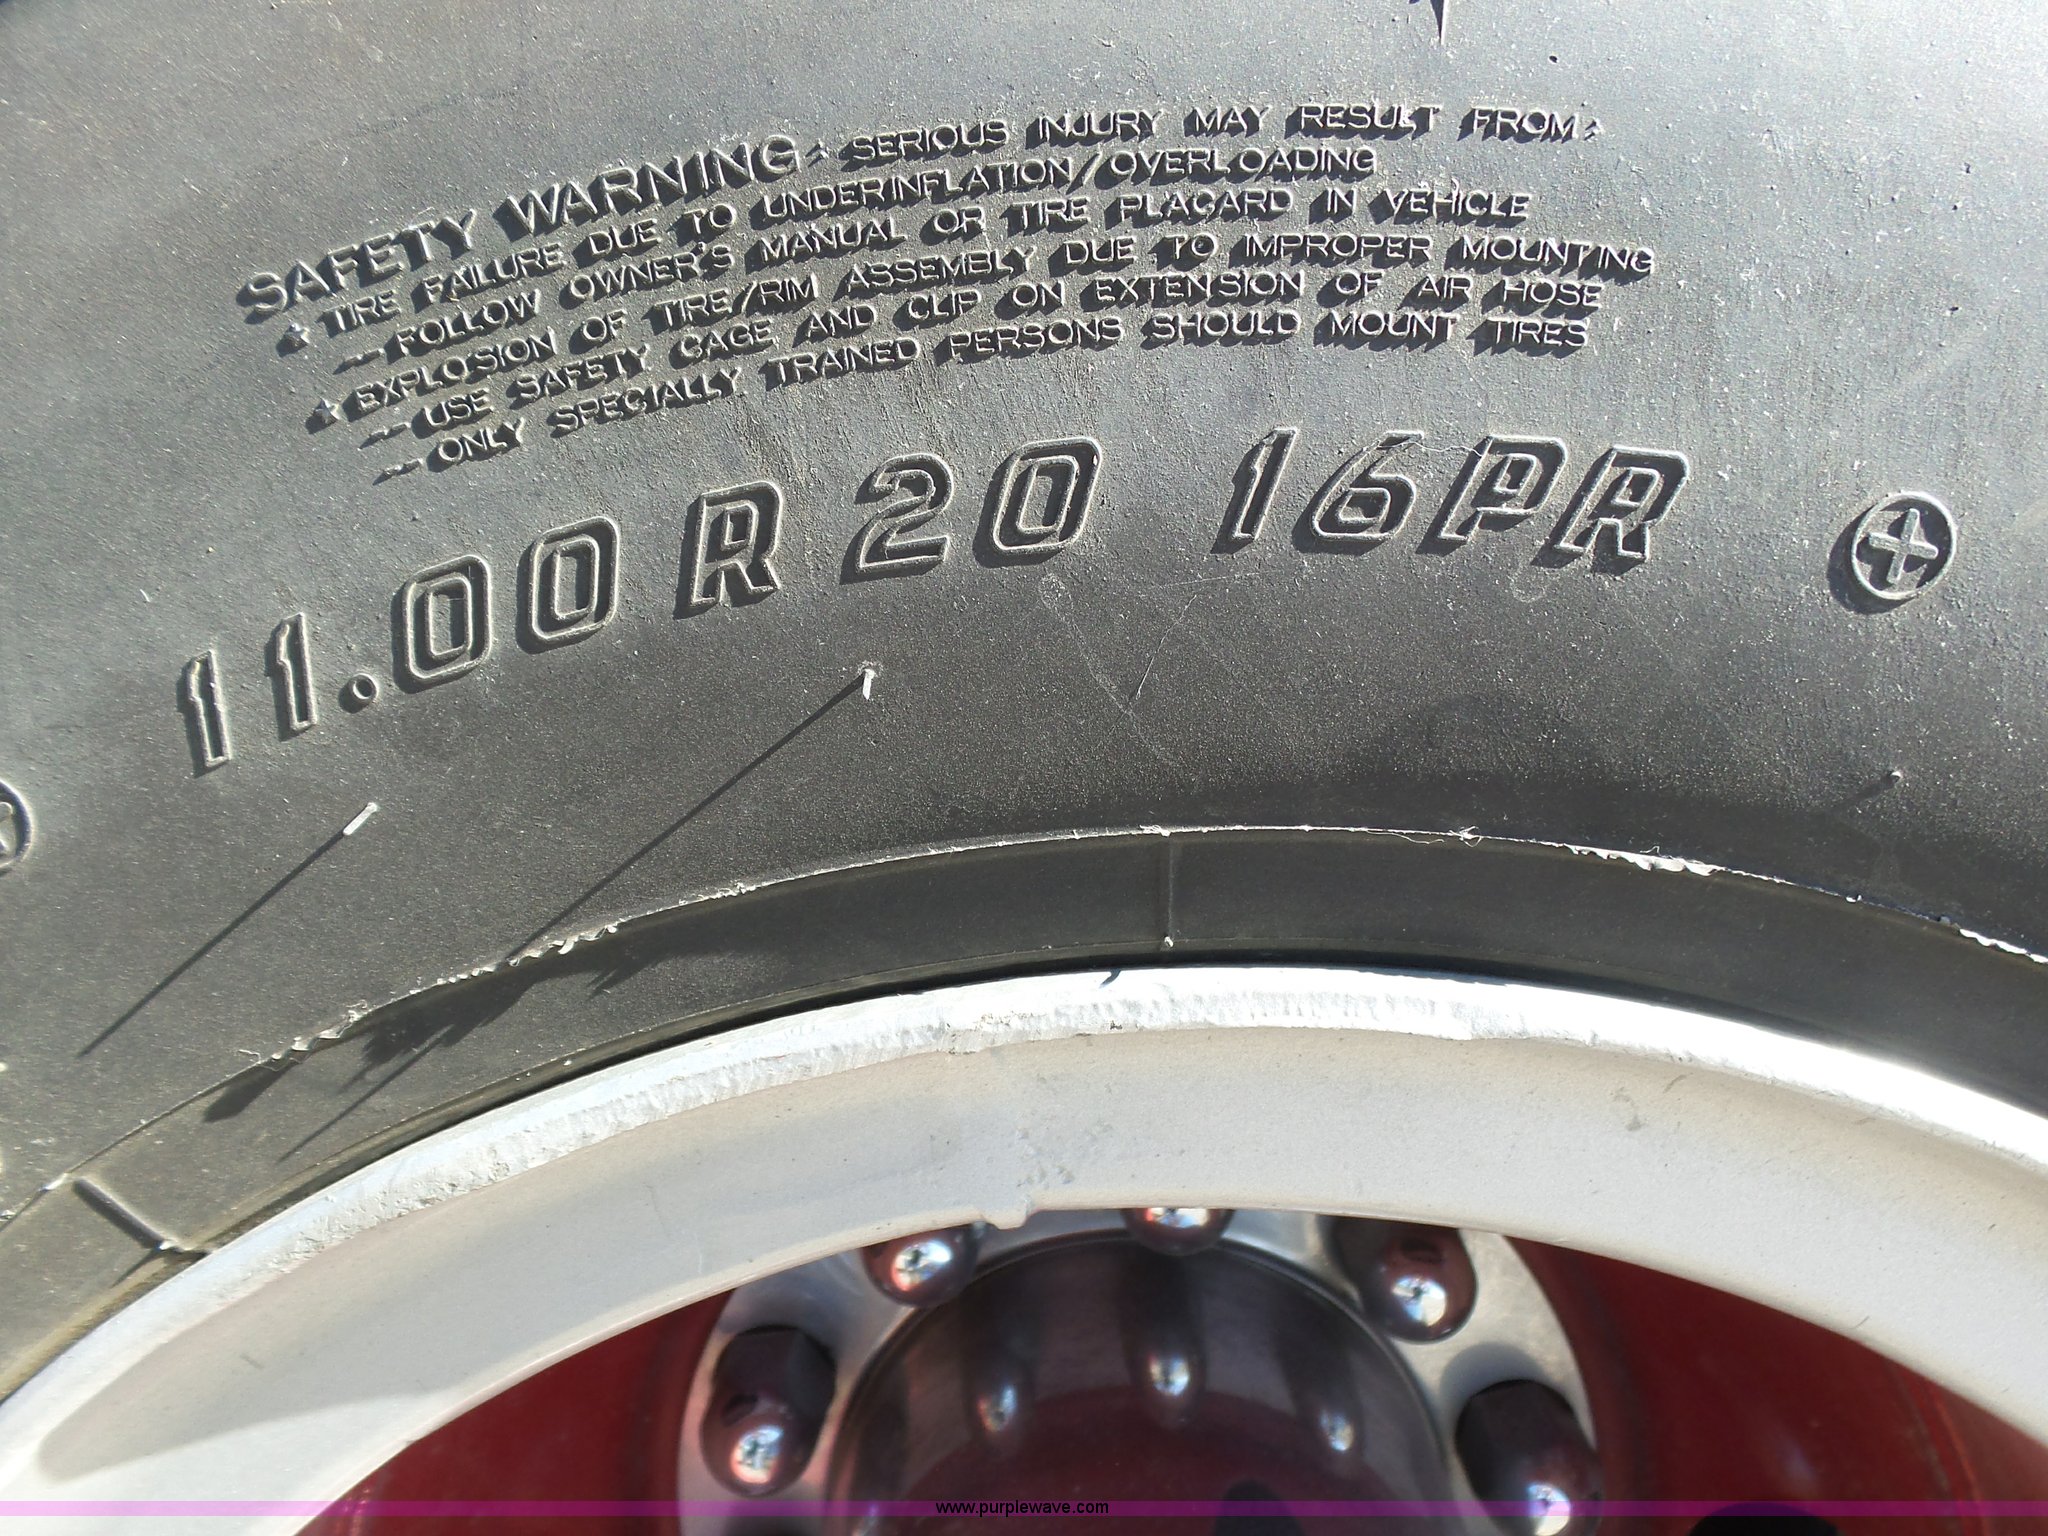 SAFETY WARNING: SERIOUS INJURY MAY RESULT FROM:
★ TIRE FAILURE DUE TO UNDERINFLATION/OVERLOADING
-- FOLLOW OWNER'S MANUAL OR TIRE PLACARD IN VEHICLE
★ EXPLOSION OF TIRE/RIM ASSEMBLY DUE TO IMPROPER MOUNTING
-- USE SAFETY CAGE AND CLIP ON EXTENSION OF AIR HOSE
-- ONLY SPECIALLY TRAINED PERSONS SHOULD MOUNT TIRES
11.00 R 20 16PR
www.purplewave.com